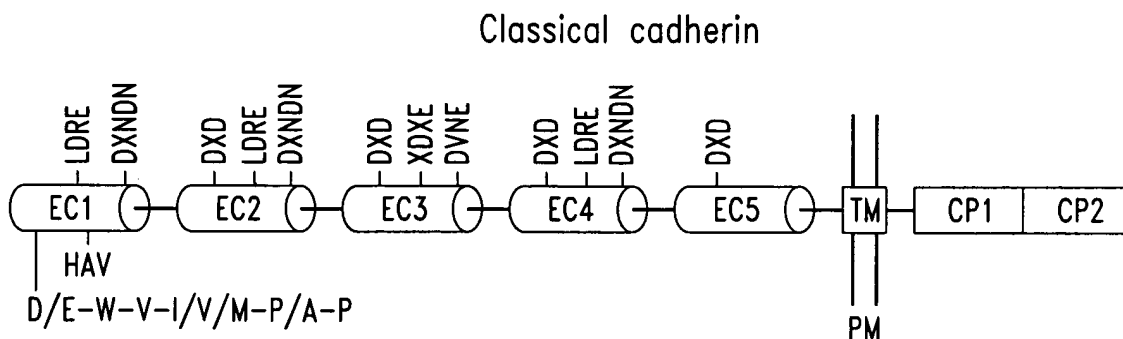 Classical cadherin
LDRE DXNDN DXD LDRE DXNDN DXD XDXE DVNE DXD LDRE DXNDN DXD
EC1 EC2 EC3 EC4 EC5 TM CP1 CP2
HAV
D/E-W-V-I/V/M-P/A-P
PM